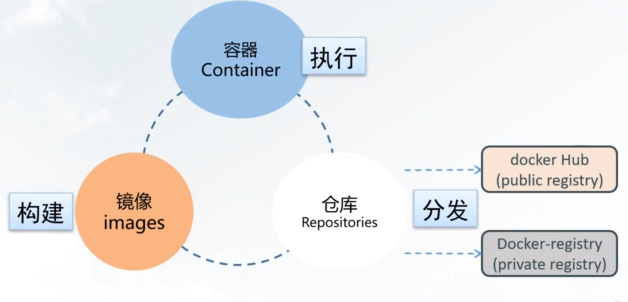 容器
Container
执行
构建
镜像
images
仓库
Repositories
分发
docker Hub
(public registry)
Docker-registry
(private registry)